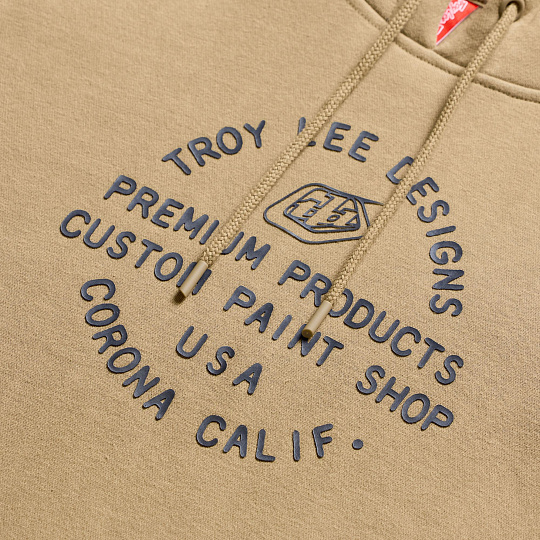 TROY LEE DESIGNS
PREMIUM PRODUCTS
CUSTOM PAINT SHOP
USA
CORONA CALIF.